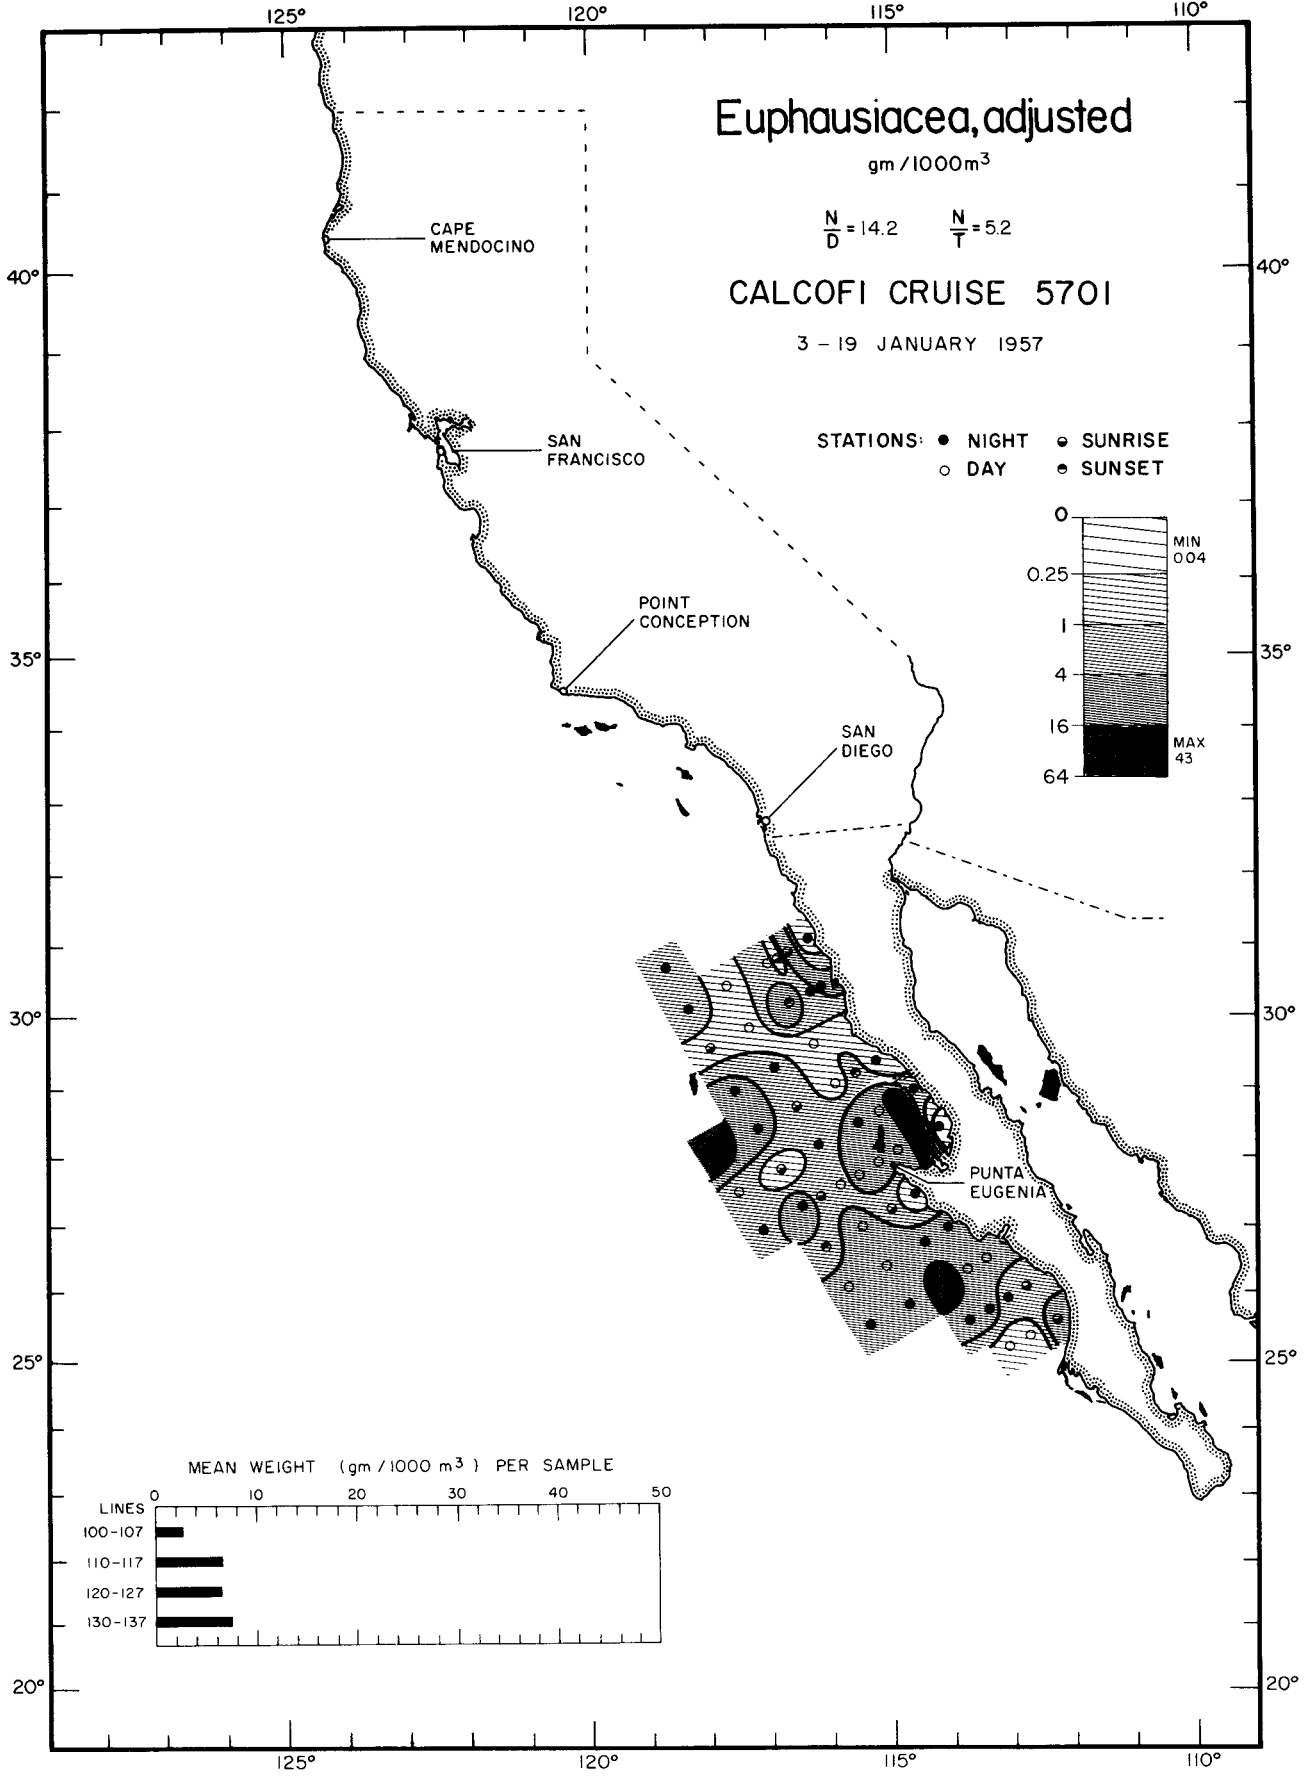 125° 120° 115° 110°
Euphausiacea, adjusted
gm/1000m³
N/D = 14.2 N/T = 5.2
CALCOFI CRUISE 5701
3 – 19 JANUARY 1957
CAPE
MENDOCINO
40° 40°
STATIONS: NIGHT SUNRISE
DAY SUNSET
SAN
FRANCISCO
0
MIN
004
0.25
1
4
16
MAX
43
64
POINT
CONCEPTION
35° 35°
SAN
DIEGO
30° 30°
PUNTA
EUGENIA
25° 25°
MEAN WEIGHT (gm/1000 m³) PER SAMPLE
LINES 0 10 20 30 40 50
100–107
110–117
120–127
130–137
20° 20°
125° 120° 115° 110°